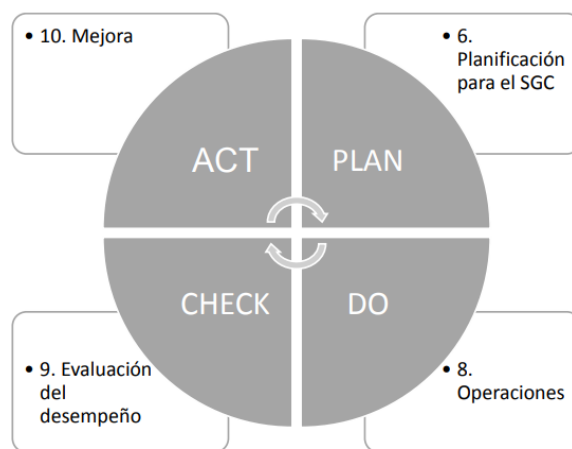 • 10. Mejora
• 6.
Planificación
para el SGC
ACT
PLAN
CHECK
DO
• 9. Evaluación
del
desempeño
• 8.
Operaciones